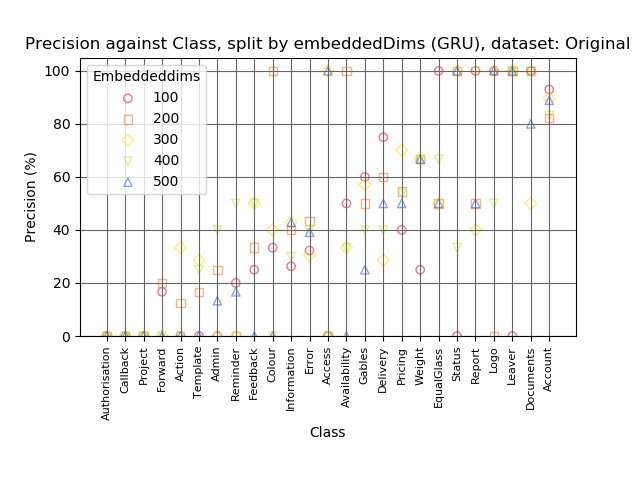 Precision against Class, split by embeddedDims (GRU), dataset: Original
Precision (%)
100
80
60
40
20
0
Embeddeddims
100
200
300
400
500
Authorisation
Callback
Project
Forward
Action
Template
Admin
Reminder
Feedback
Colour
Information
Error
Access
Availability
Gables
Delivery
Pricing
Weight
EqualGlass
Status
Report
Logo
Leaver
Documents
Account
Class